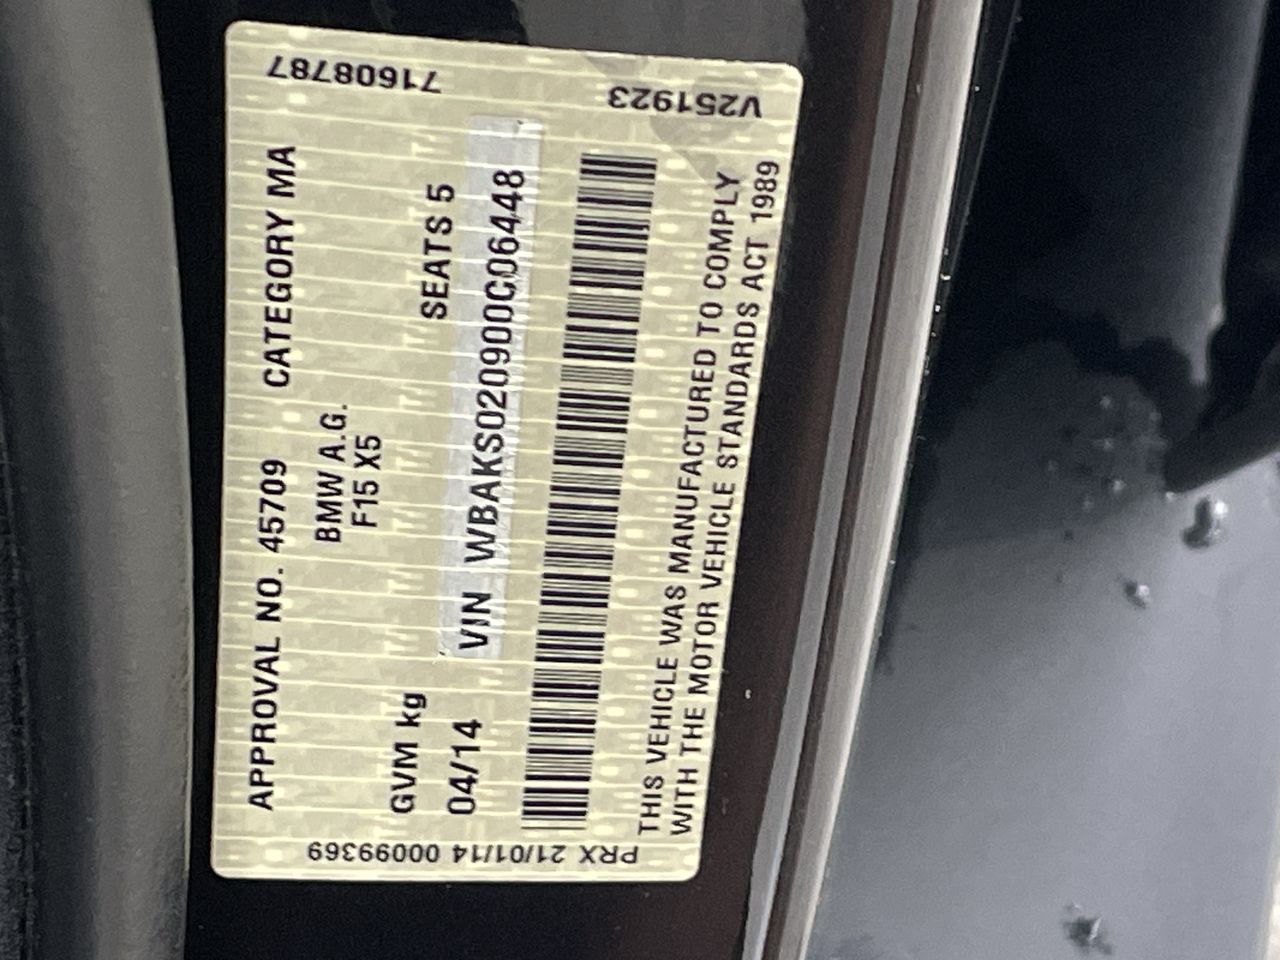 APPROVAL NO. 45709 CATEGORY MA
BMW A.G.
F15 X5
GVM kg SEATS 5
04/14 VIN WBAKS020900C06448
THIS VEHICLE WAS MANUFACTURED TO COMPLY
WITH THE MOTOR VEHICLE STANDARDS ACT 1989
71608787
V251923
PRX 21/01/14 00099369